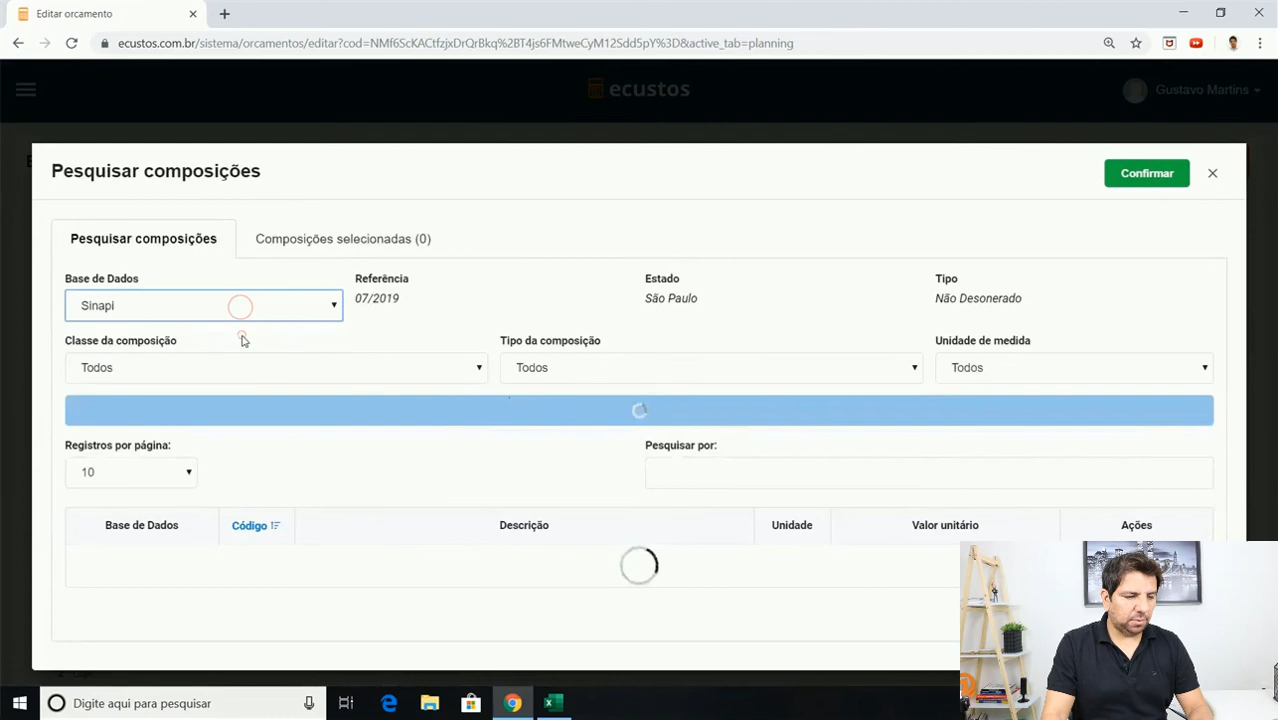 Editar orcamento
ecustos.com.br/sistema/orcamentos/editar?cod=NMf6ScKACtfzjxDrQrBkq%2BT4js6FMtweCyM12Sdd5pY%3D&active_tab=planning
ecustos
Gustavo Martins
Pesquisar composições
Confirmar
Pesquisar composições
Composições selecionadas (0)
Base de Dados
Referência
Estado
Tipo
Sinapi
07/2019
São Paulo
Não Desonerado
Classe da composição
Tipo da composição
Unidade de medida
Todos
Todos
Todos
Registros por página:
Pesquisar por:
10
Base de Dados
Código
Descrição
Unidade
Valor unitário
Ações
Digite aqui para pesquisar